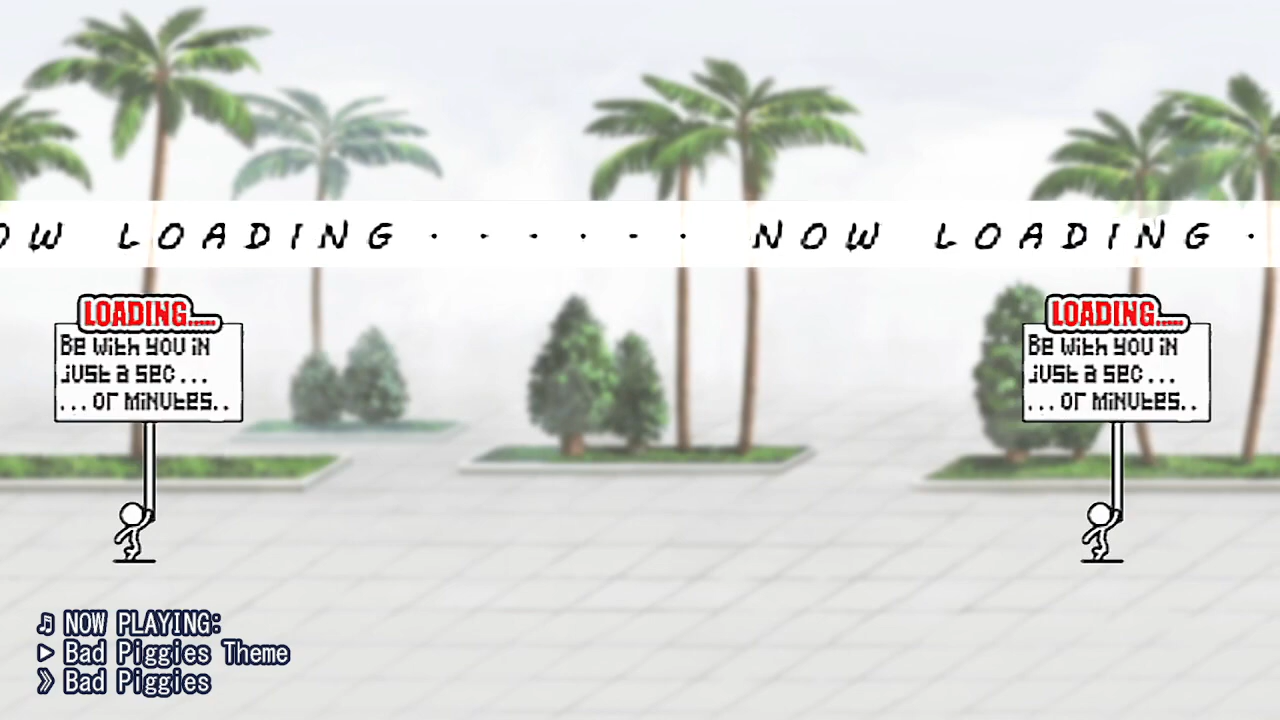 OW LOADING · · · · · · NOW LOADING ·
LOADING.....
Be with you in
just a sec...
... or minutes..
LOADING.....
Be with you in
just a sec...
... or minutes..
♫ NOW PLAYING:
► Bad Piggies Theme
》 Bad Piggies